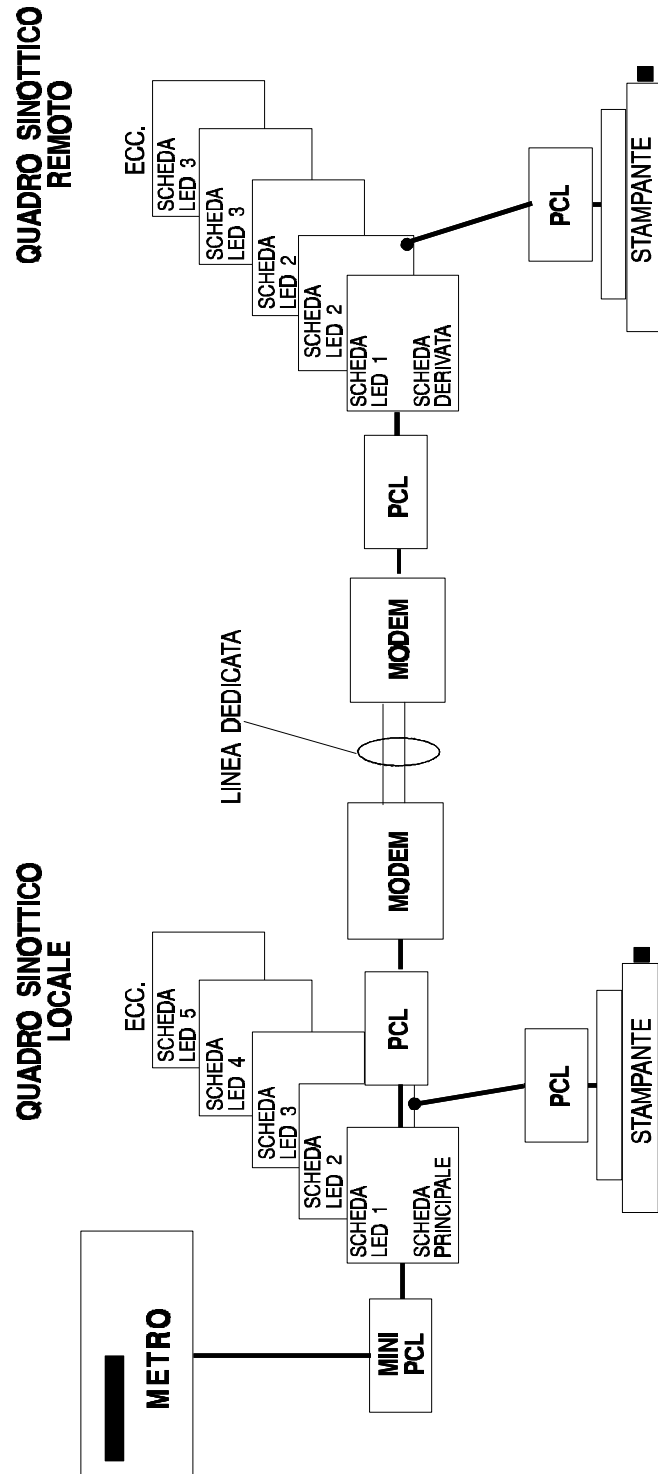 QUADRO SINOTTICO
LOCALE
QUADRO SINOTTICO
REMOTO
METRO
MINI
PCL
SCHEDA
LED 1
SCHEDA
PRINCIPALE
SCHEDA
LED 2
SCHEDA
LED 3
SCHEDA
LED 4
SCHEDA
LED 5
ECC.
PCL
PCL
STAMPANTE
MODEM
LINEA DEDICATA
MODEM
PCL
SCHEDA
LED 1
SCHEDA
DERIVATA
SCHEDA
LED 2
SCHEDA
LED 2
SCHEDA
LED 3
SCHEDA
LED 3
ECC.
PCL
STAMPANTE